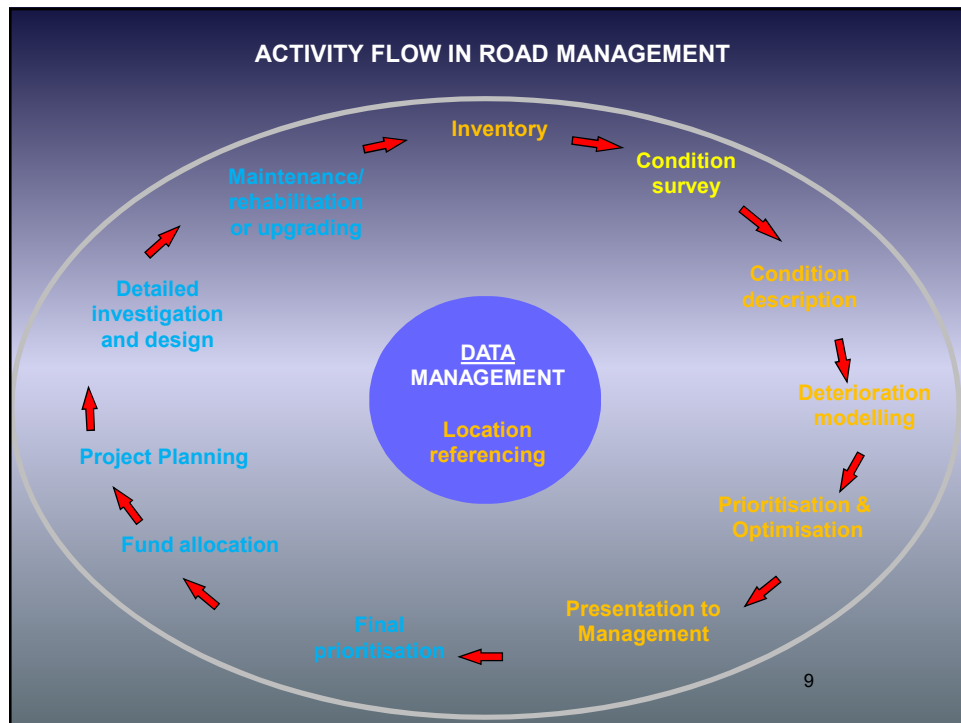 ACTIVITY FLOW IN ROAD MANAGEMENT
Inventory
Condition
survey
Condition
description
Deterioration
modelling
Prioritisation &
Optimisation
Presentation to
Management
Final
prioritisation
Fund allocation
Project Planning
Detailed
investigation
and design
Maintenance/
rehabilitation
or upgrading
DATA
MANAGEMENT
Location
referencing
9